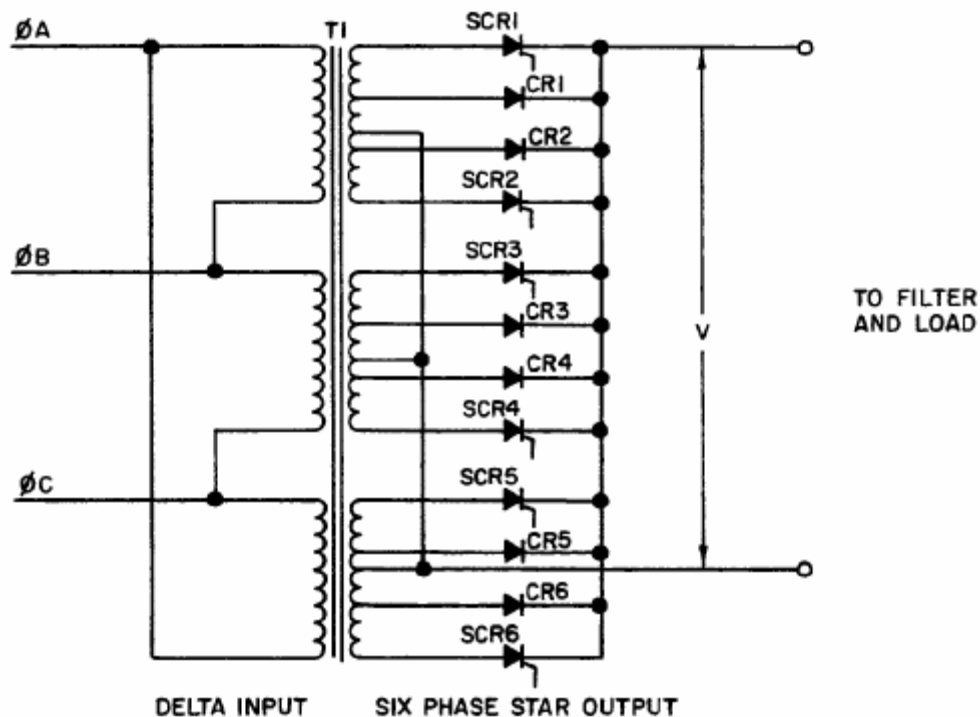 ØA
T1
SCR1
CR1
CR2
SCR2
ØB
SCR3
CR3
CR4
SCR4
V
TO FILTER
AND LOAD
ØC
SCR5
CR5
CR6
SCR6
DELTA INPUT
SIX PHASE STAR OUTPUT